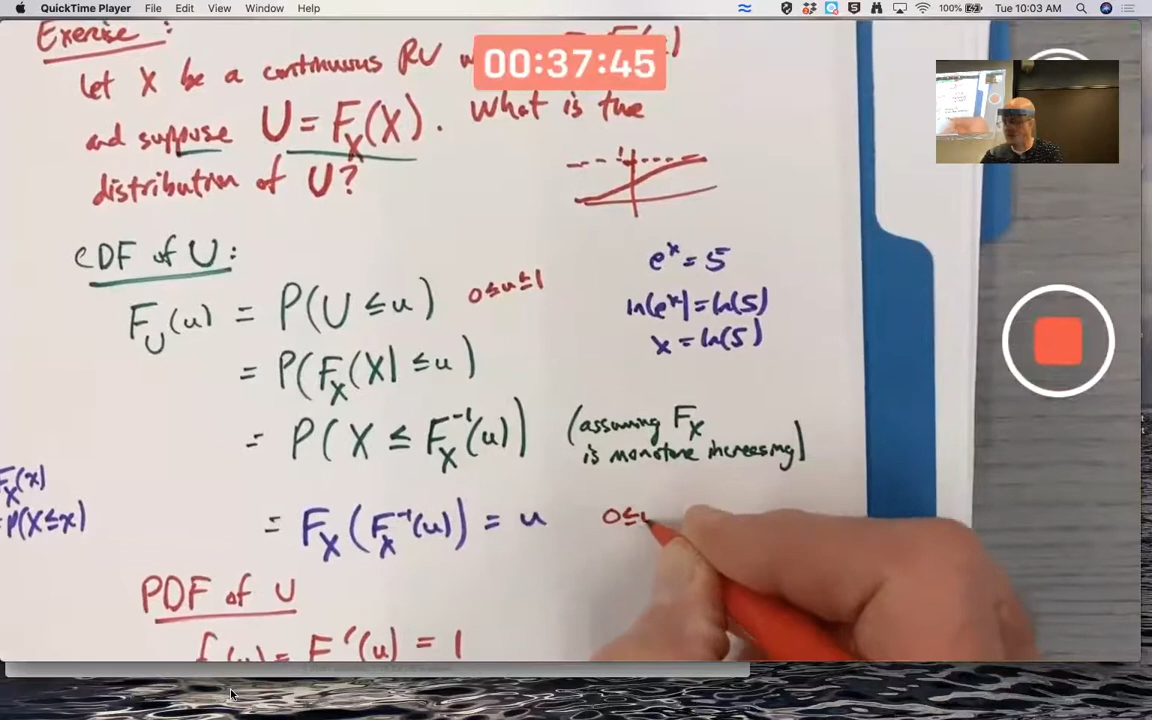 QuickTime Player File Edit View Window Help 100% Tue 10:03 AM
Exercise:
Let X be a continuous RV
00:37:45
and suppose U = F_X(X). What is the
distribution of U?
CDF of U:
F_U(u) = P(U ≤ u) 0≤u≤1
= P(F_X(X) ≤ u)
= P(X ≤ F_X^{-1}(u)) (assuming F_X
is monotone increasing)
e^x = 5
ln(e^x) = ln(5)
x = ln(5)
F_X(x)
=P(X≤x)
= F_X(F_X^{-1}(u)) = u 0≤u
PDF of U
f(u) = F'(u) = 1